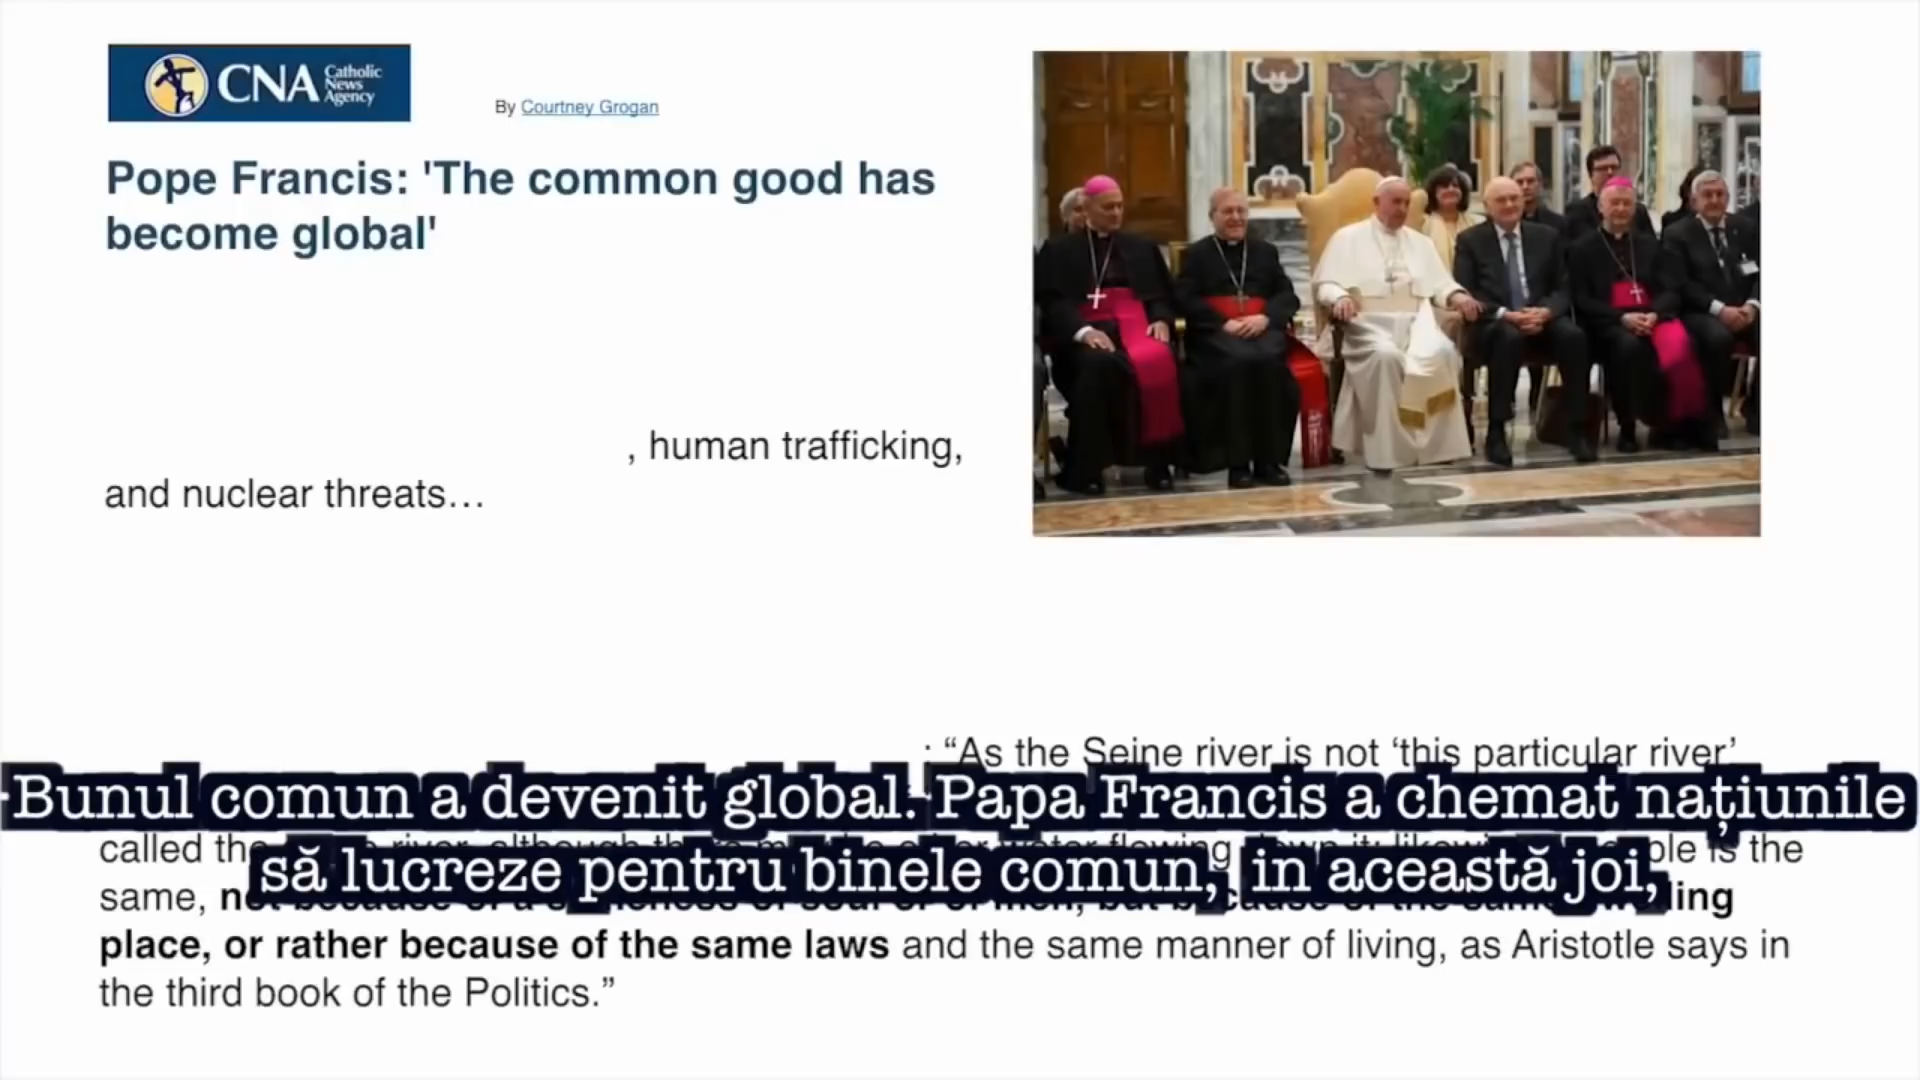 CNA Catholic
News
Agency
By Courtney Grogan
Pope Francis: 'The common good has
become global'
, human trafficking,
and nuclear threats…
: “As the Seine river is not ‘this particular river’
Bunul comun a devenit global. Papa Francis a chemat națiunile
called the
is the
să lucreze pentru binele comun, in această joi,
same,
place, or rather because of the same laws and the same manner of living, as Aristotle says in
the third book of the Politics.”